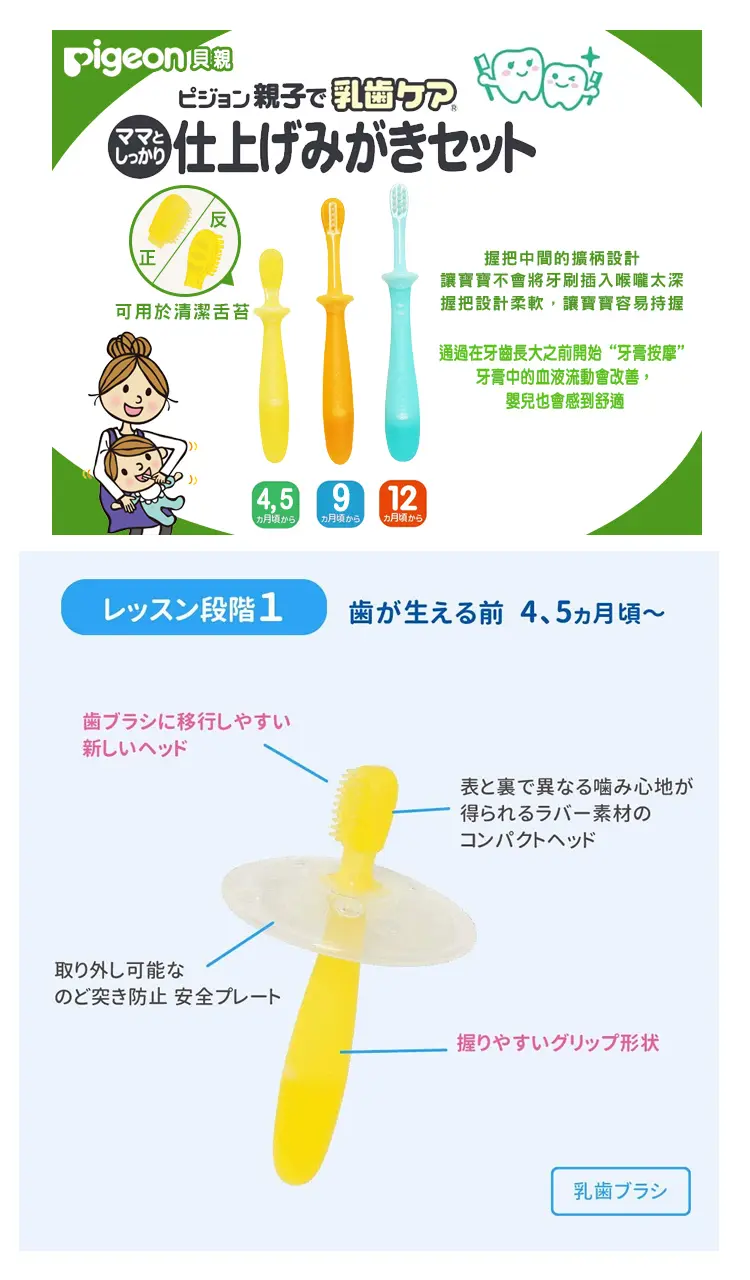 Pigeon 貝親
ピジョン 親子で 乳歯ケア®
ママと
しっかり 仕上げみがきセット
反
正
可用於清潔舌苔
握把中間的擴柄設計
讓寶寶不會將牙刷插入喉嚨太深
握把設計柔軟，讓寶寶容易持握
通過在牙齒長大之前開始“牙膏按摩”
牙膏中的血液流動會改善，
嬰兒也會感到舒適
4,5
カ月頃から
9
カ月頃から
12
カ月頃から
レッスン段階1 歯が生える前 4、5ヵ月頃～
歯ブラシに移行しやすい
新しいヘッド
表と裏で異なる噛み心地が
得られるラバー素材の
コンパクトヘッド
取り外し可能な
のど突き防止 安全プレート
握りやすいグリップ形状
乳歯ブラシ